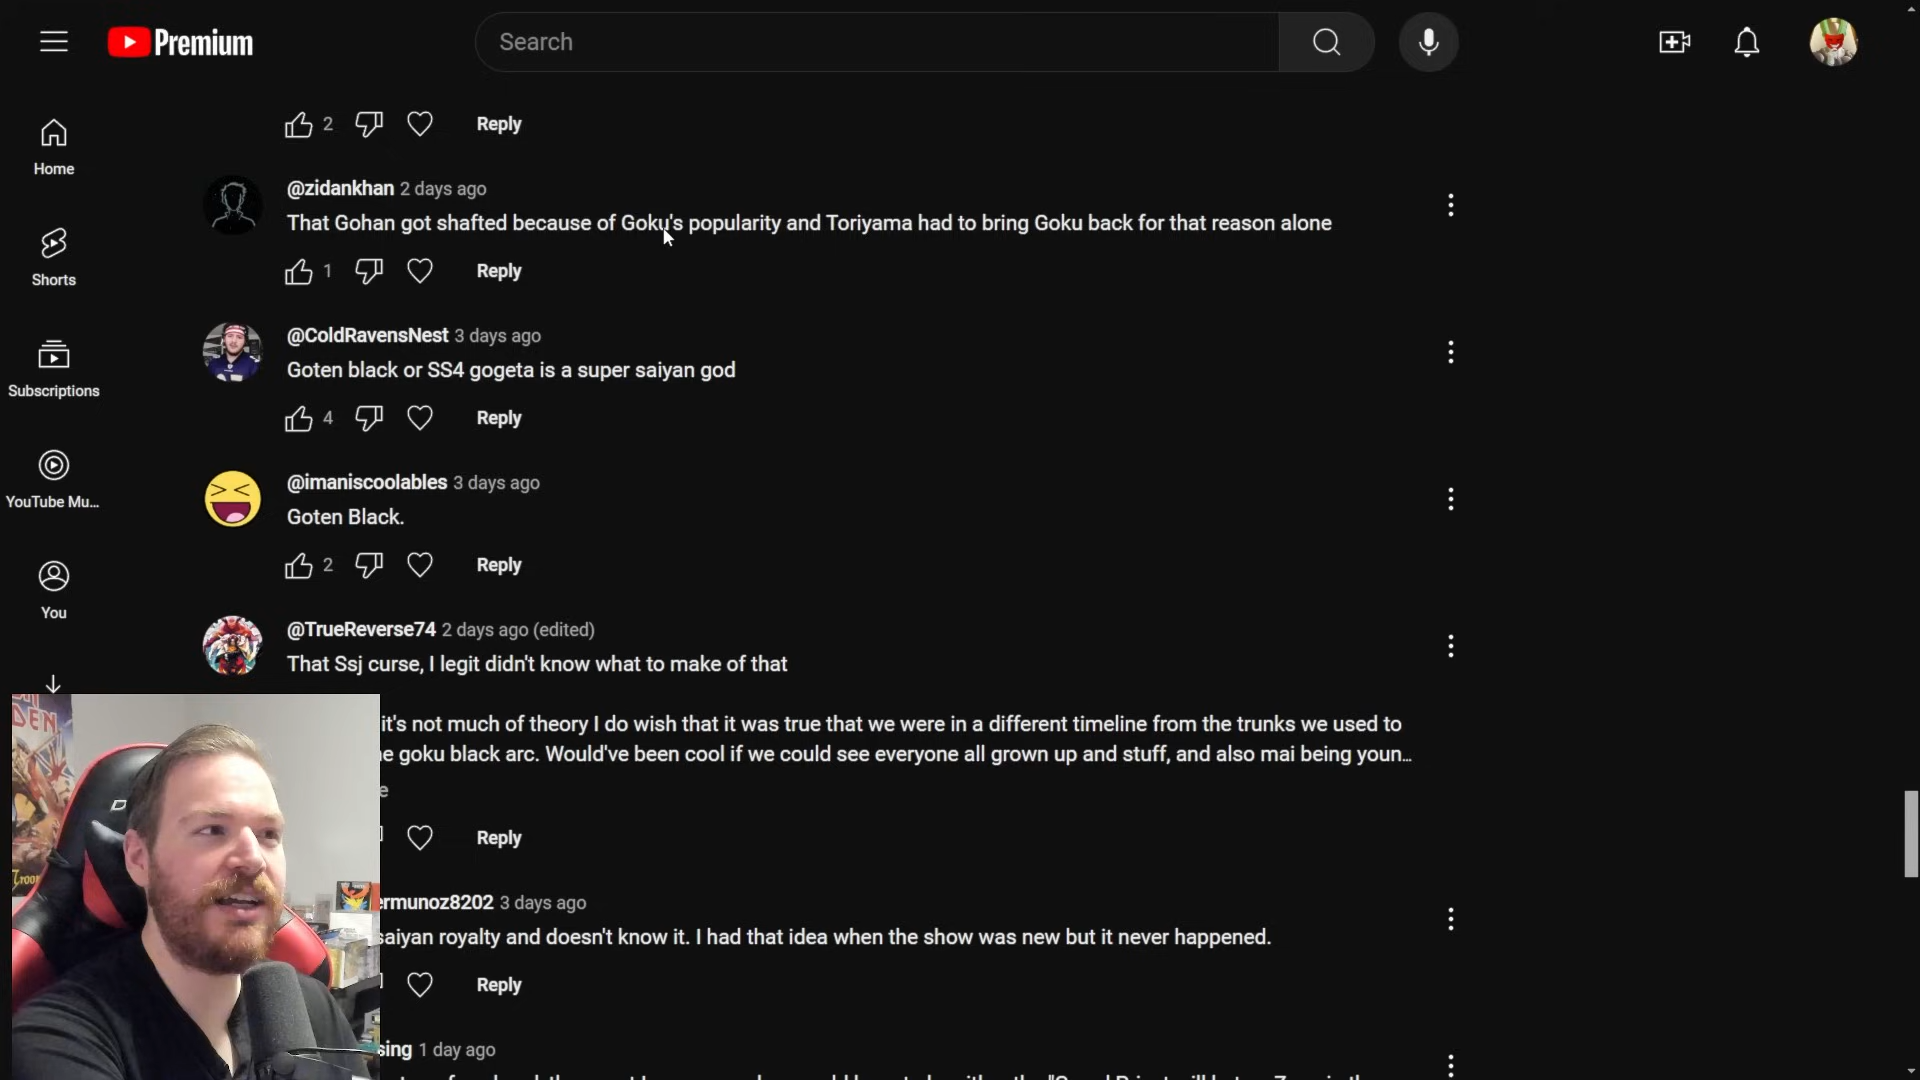 Premium
Search
2 Reply
Home
@zidankhan 2 days ago
That Gohan got shafted because of Goku's popularity and Toriyama had to bring Goku back for that reason alone
1 Reply
Shorts
@ColdRavensNest 3 days ago
Goten black or SS4 gogeta is a super saiyan god
4 Reply
Subscriptions
@imaniscoolables 3 days ago
Goten Black.
2 Reply
YouTube Mu...
You
@TrueReverse74 2 days ago (edited)
That Ssj curse, I legit didn't know what to make of that
it's not much of theory I do wish that it was true that we were in a different timeline from the trunks we used to
e goku black arc. Would've been cool if we could see everyone all grown up and stuff, and also mai being youn...
e
Reply
ermunoz8202 3 days ago
saiyan royalty and doesn't know it. I had that idea when the show was new but it never happened.
Reply
sing 1 day ago
DEN